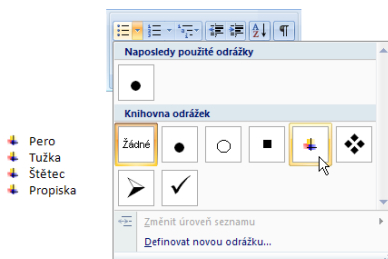 Naposledy použité odrážky
Knihovna odrážek
Žádné
Pero
Tužka
Štětec
Propiska
Změnit úroveň seznamu
Definovat novou odrážku...